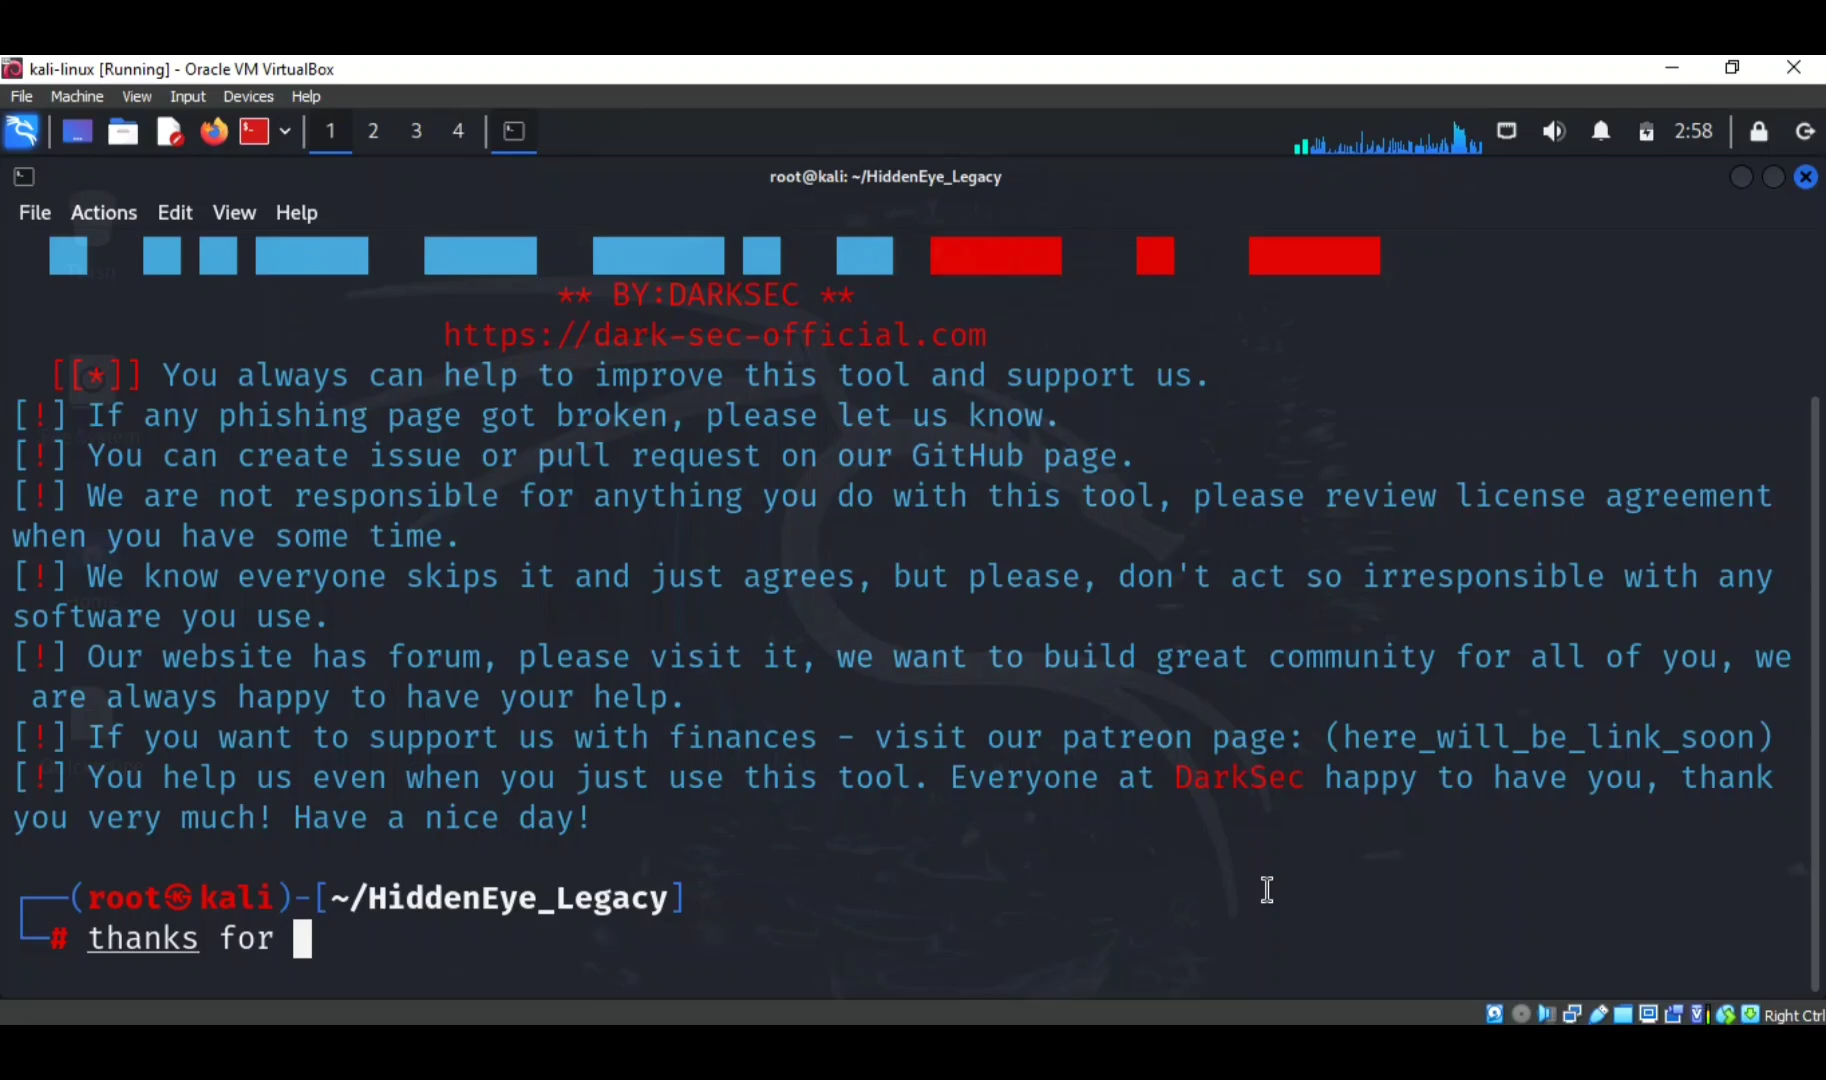 kali-linux [Running] - Oracle VM VirtualBox
File Machine View Input Devices Help
1 2 3 4 2:58
root@kali: ~/HiddenEye_Legacy
File Actions Edit View Help
** BY:DARKSEC **
https://dark-sec-official.com
[[*]] You always can help to improve this tool and support us.
[!] If any phishing page got broken, please let us know.
[!] You can create issue or pull request on our GitHub page.
[!] We are not responsible for anything you do with this tool, please review license agreement
when you have some time.
[!] We know everyone skips it and just agrees, but please, don't act so irresponsible with any
software you use.
[!] Our website has forum, please visit it, we want to build great community for all of you, we
are always happy to have your help.
[!] If you want to support us with finances - visit our patreon page: (here_will_be_link_soon)
[!] You help us even when you just use this tool. Everyone at DarkSec happy to have you, thank
you very much! Have a nice day!
(root㉿kali)-[~/HiddenEye_Legacy]
# thanks for
Right Ctrl